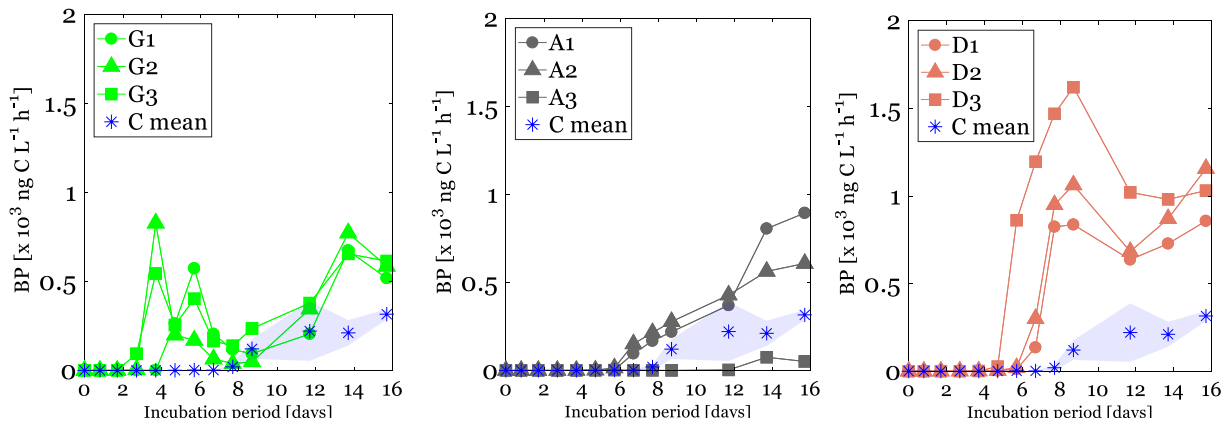 BP [x 10³ ng C L⁻¹ h⁻¹]
2
1.5
1
0.5
0
G1
G2
G3
C mean
0 2 4 6 8 10 12 14 16
Incubation period [days]
BP [x 10³ ng C L⁻¹ h⁻¹]
2
1.5
1
0.5
0
A1
A2
A3
C mean
0 2 4 6 8 10 12 14 16
Incubation period [days]
BP [x 10³ ng C L⁻¹ h⁻¹]
2
1.5
1
0.5
0
D1
D2
D3
C mean
0 2 4 6 8 10 12 14 16
Incubation period [days]